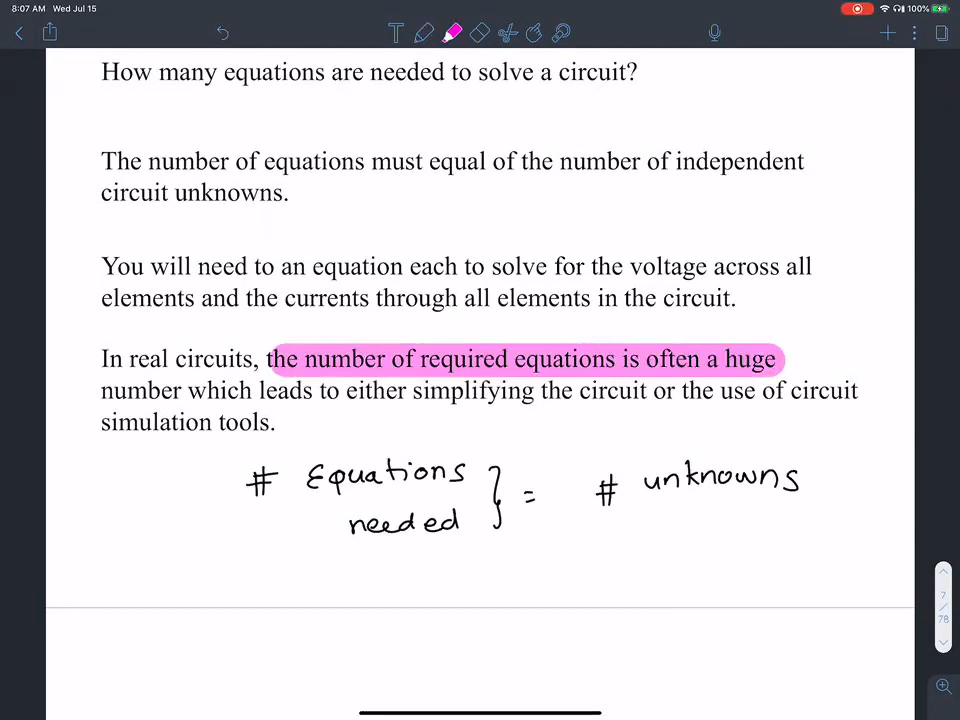 8:07 AM Wed Jul 15 100%
How many equations are needed to solve a circuit?
The number of equations must equal of the number of independent
circuit unknowns.
You will need to an equation each to solve for the voltage across all
elements and the currents through all elements in the circuit.
In real circuits, the number of required equations is often a huge
number which leads to either simplifying the circuit or the use of circuit
simulation tools.
# Equations needed } = # unknowns
7
/
78